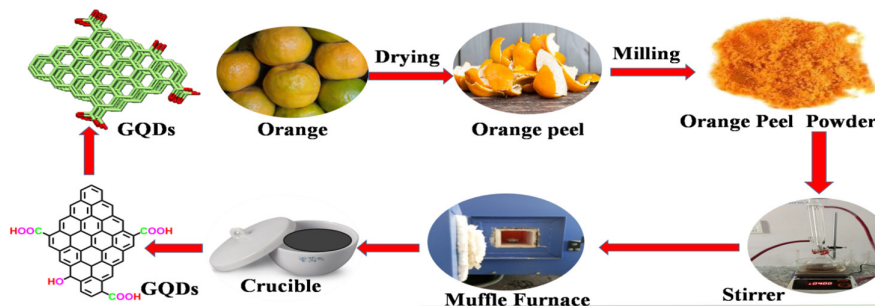 Drying
Milling
GQDs
Orange
Orange peel
Orange Peel Powder
HOOC
COOH
HO
COOH
GQDs
Crucible
Muffle Furnace
Stirrer